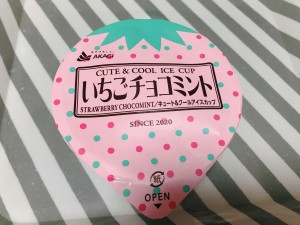 AKAGI
CUTE & COOL ICE CUP
いちごチョコミント
STRAWBERRY CHOCOMINT/キュート&クールアイスカップ
SINCE 2020
紙
OPEN